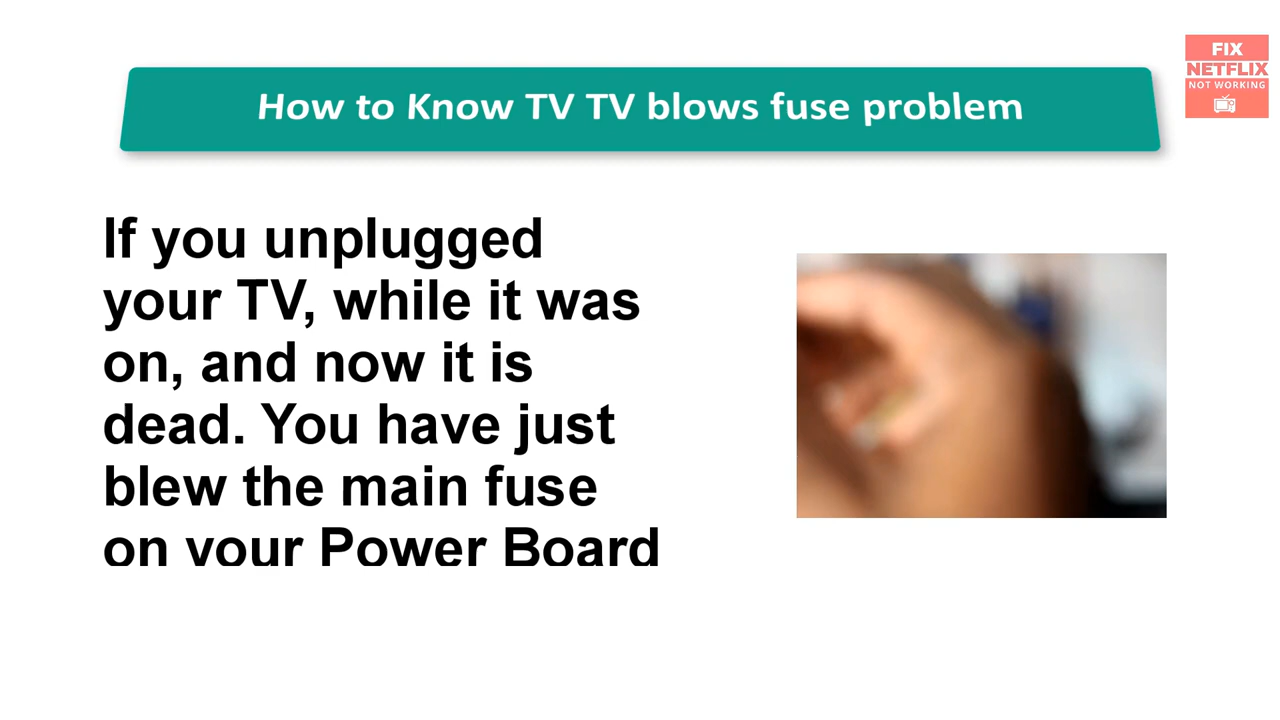 How to Know TV TV blows fuse problem
FIX
NETFLIX
NOT WORKING
If you unplugged
your TV, while it was
on, and now it is
dead. You have just
blew the main fuse
on your Power Board